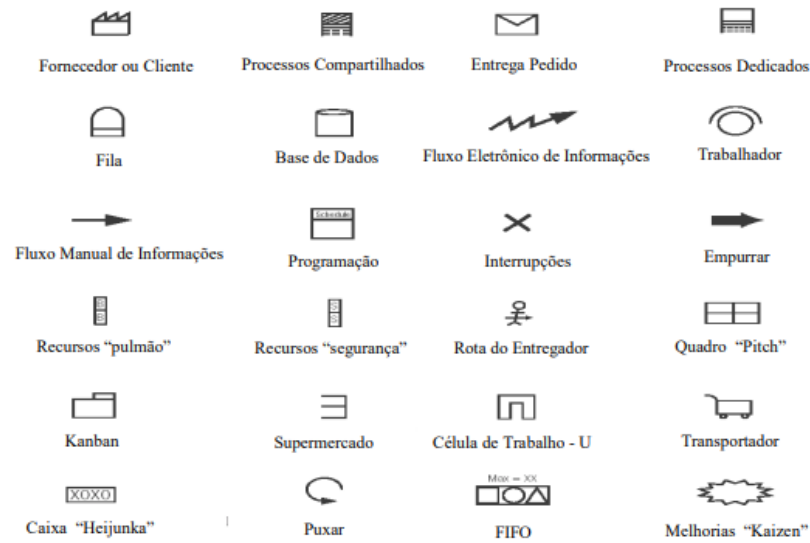 Fornecedor ou Cliente
Processos Compartilhados
Entrega Pedido
Processos Dedicados
Fila
Base de Dados
Fluxo Eletrônico de Informações
Trabalhador
Fluxo Manual de Informações
Schedule
Programação
Interrupções
Empurrar
B
B
Recursos “pulmão”
S
S
Recursos “segurança”
Rota do Entregador
Quadro “Pitch”
Kanban
Supermercado
Célula de Trabalho - U
Transportador
XOXO
Caixa “Heijunka”
Puxar
Max = XX
FIFO
Melhorias “Kaizen”